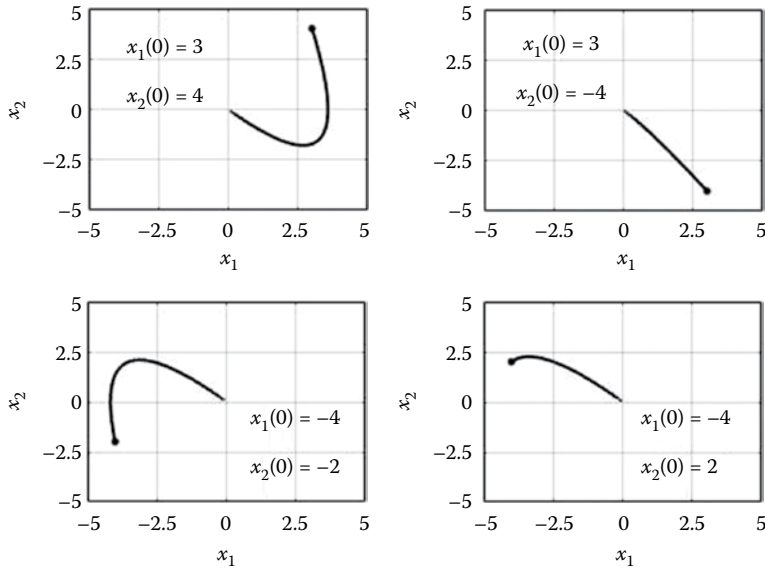 5
2.5
0
−2.5
−5
x₂
x₁(0) = 3
x₂(0) = 4
−5 −2.5 0 2.5 5
x₁
5
2.5
0
−2.5
−5
x₂
x₁(0) = 3
x₂(0) = −4
−5 −2.5 0 2.5 5
x₁
5
2.5
0
−2.5
−5
x₂
x₁(0) = −4
x₂(0) = −2
−5 −2.5 0 2.5 5
x₁
5
2.5
0
−2.5
−5
x₂
x₁(0) = −4
x₂(0) = 2
−5 −2.5 0 2.5 5
x₁